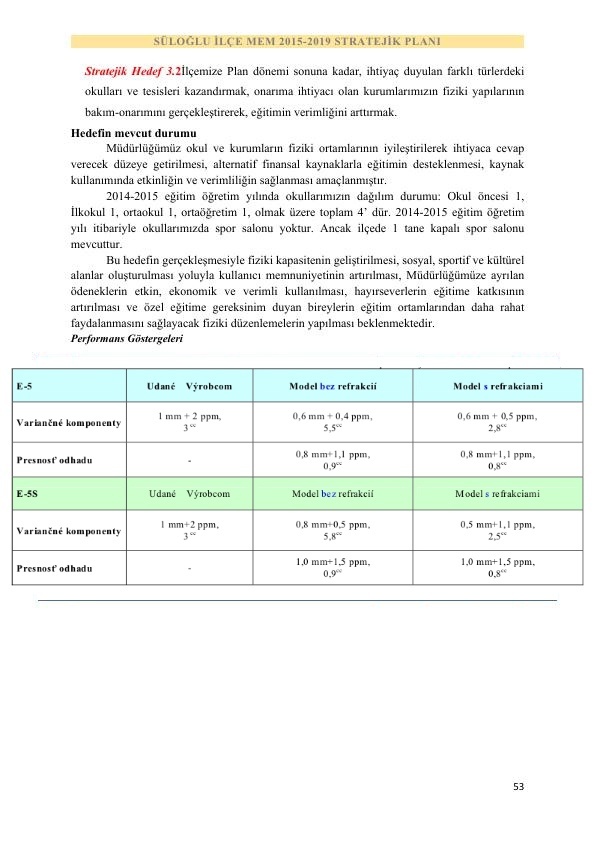 SÜLOĞLU İLÇE MEM 2015-2019 STRATEJİK PLANI
Stratejik Hedef 3.2İlçemize Plan dönemi sonuna kadar, ihtiyaç duyulan farklı türlerdeki
okulları ve tesisleri kazandırmak, onarıma ihtiyacı olan kurumlarımızın fiziki yapılarının
bakım-onarımını gerçekleştirerek, eğitimin verimliğini arttırmak.
Hedefin mevcut durumu
Müdürlüğümüz okul ve kurumların fiziki ortamlarının iyileştirilerek ihtiyaca cevap
verecek düzeye getirilmesi, alternatif finansal kaynaklarla eğitimin desteklenmesi, kaynak
kullanımında etkinliğin ve verimliliğin sağlanması amaçlanmıştır.
2014-2015 eğitim öğretim yılında okullarımızın dağılım durumu: Okul öncesi 1,
İlkokul 1, ortaokul 1, ortaöğretim 1, olmak üzere toplam 4’ dür. 2014-2015 eğitim öğretim
yılı itibariyle okullarımızda spor salonu yoktur. Ancak ilçede 1 tane kapalı spor salonu
mevcuttur.
Bu hedefin gerçekleşmesiyle fiziki kapasitenin geliştirilmesi, sosyal, sportif ve kültürel
alanlar oluşturulması yoluyla kullanıcı memnuniyetinin artırılması, Müdürlüğümüze ayrılan
ödeneklerin etkin, ekonomik ve verimli kullanılması, hayırseverlerin eğitime katkısının
artırılması ve özel eğitime gereksinim duyan bireylerin eğitim ortamlarından daha rahat
faydalanmasını sağlayacak fiziki düzenlemelerin yapılması beklenmektedir.
Performans Göstergeleri
E-5 Udané Výrobcom Model bez refrakcií Model s refrakciami
Variančné komponenty 1 mm + 2 ppm, 3cc 0,6 mm + 0,4 ppm, 5,5cc 0,6 mm + 0,5 ppm, 2,8cc
Presnosť odhadu - 0,8 mm+1,1 ppm, 0,9cc 0,8 mm+1,1 ppm, 0,8cc
E-5S Udané Výrobcom Model bez refrakcií Model s refrakciami
Variančné komponenty 1 mm+2 ppm, 3cc 0,8 mm+0,5 ppm, 5,8cc 0,5 mm+1,1 ppm, 2,5cc
Presnosť odhadu - 1,0 mm+1,5 ppm, 0,9cc 1,0 mm+1,5 ppm, 0,8cc
53